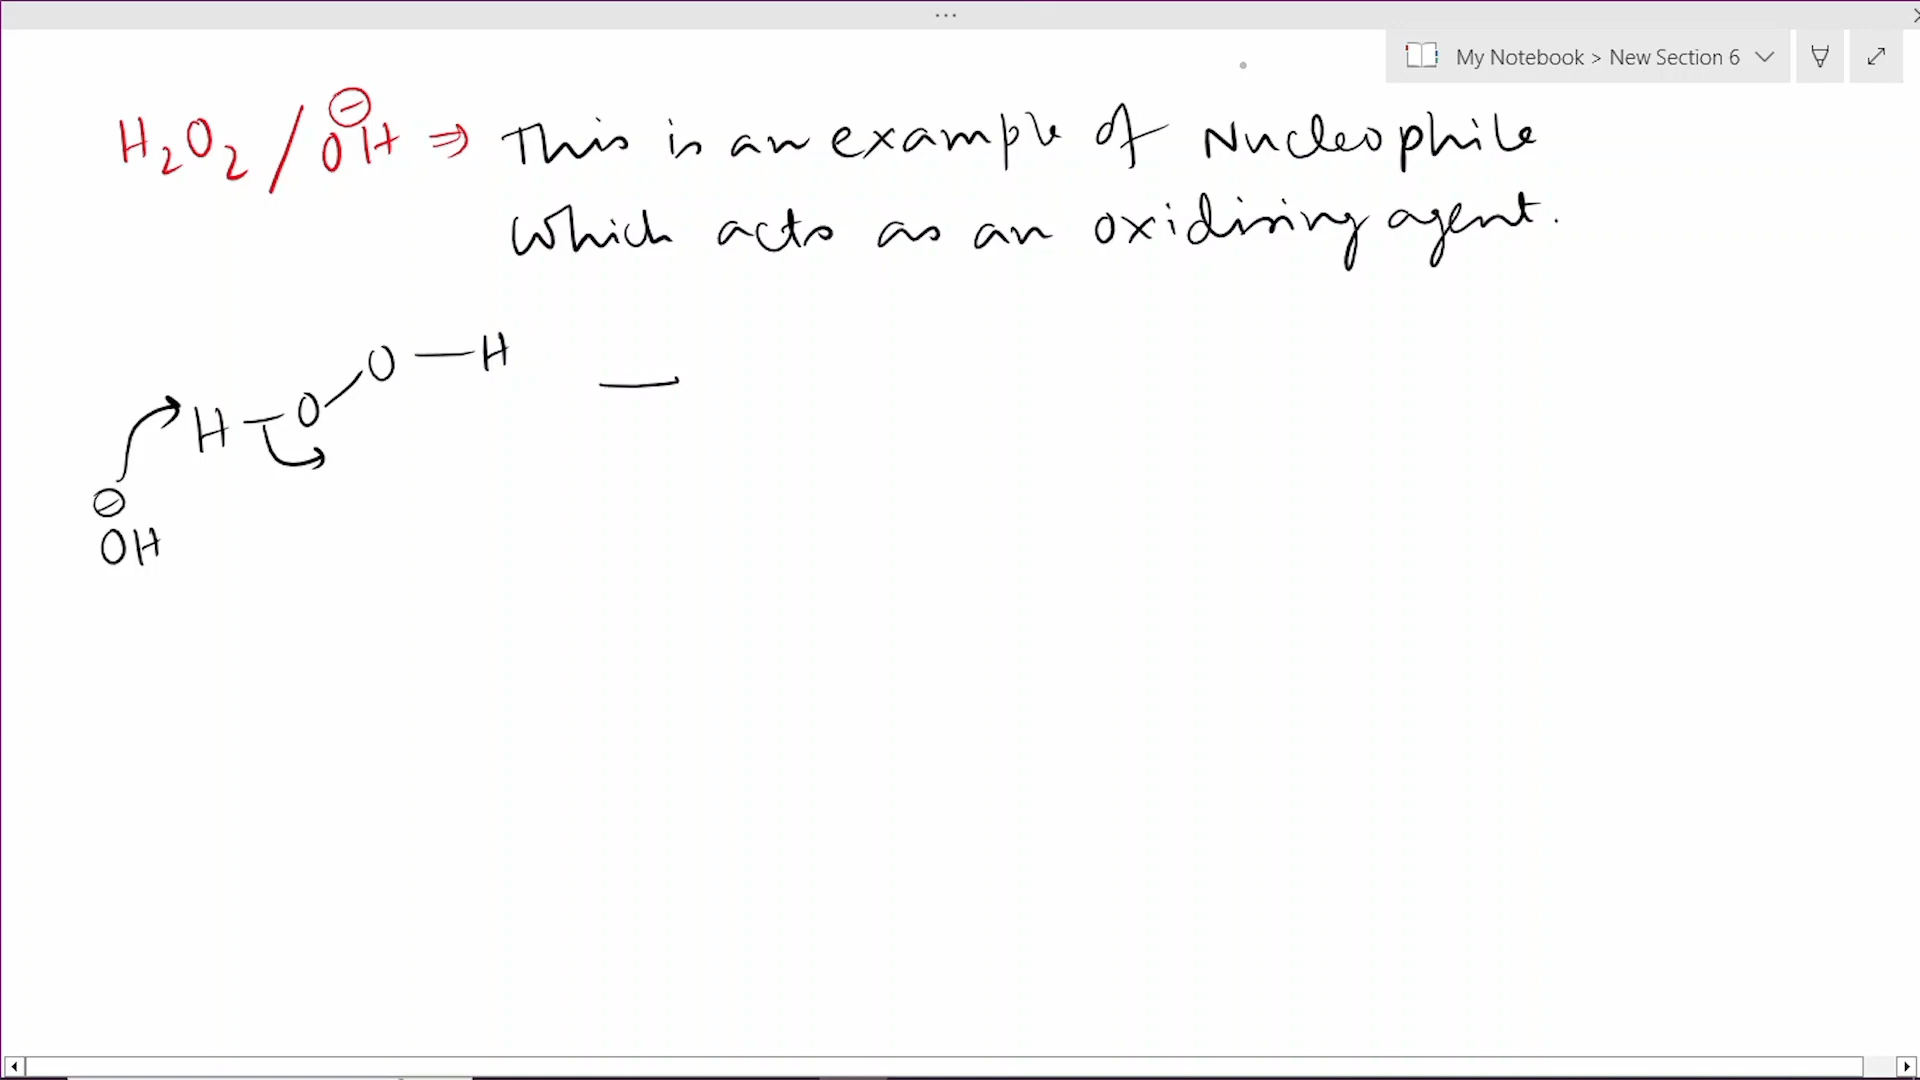 ...
My Notebook > New Section 6
H₂O₂ / ⊖OH ⇒ This is an example of Nucleophile
which acts as an oxidising agent.
H — O — O — H
⊖
OH